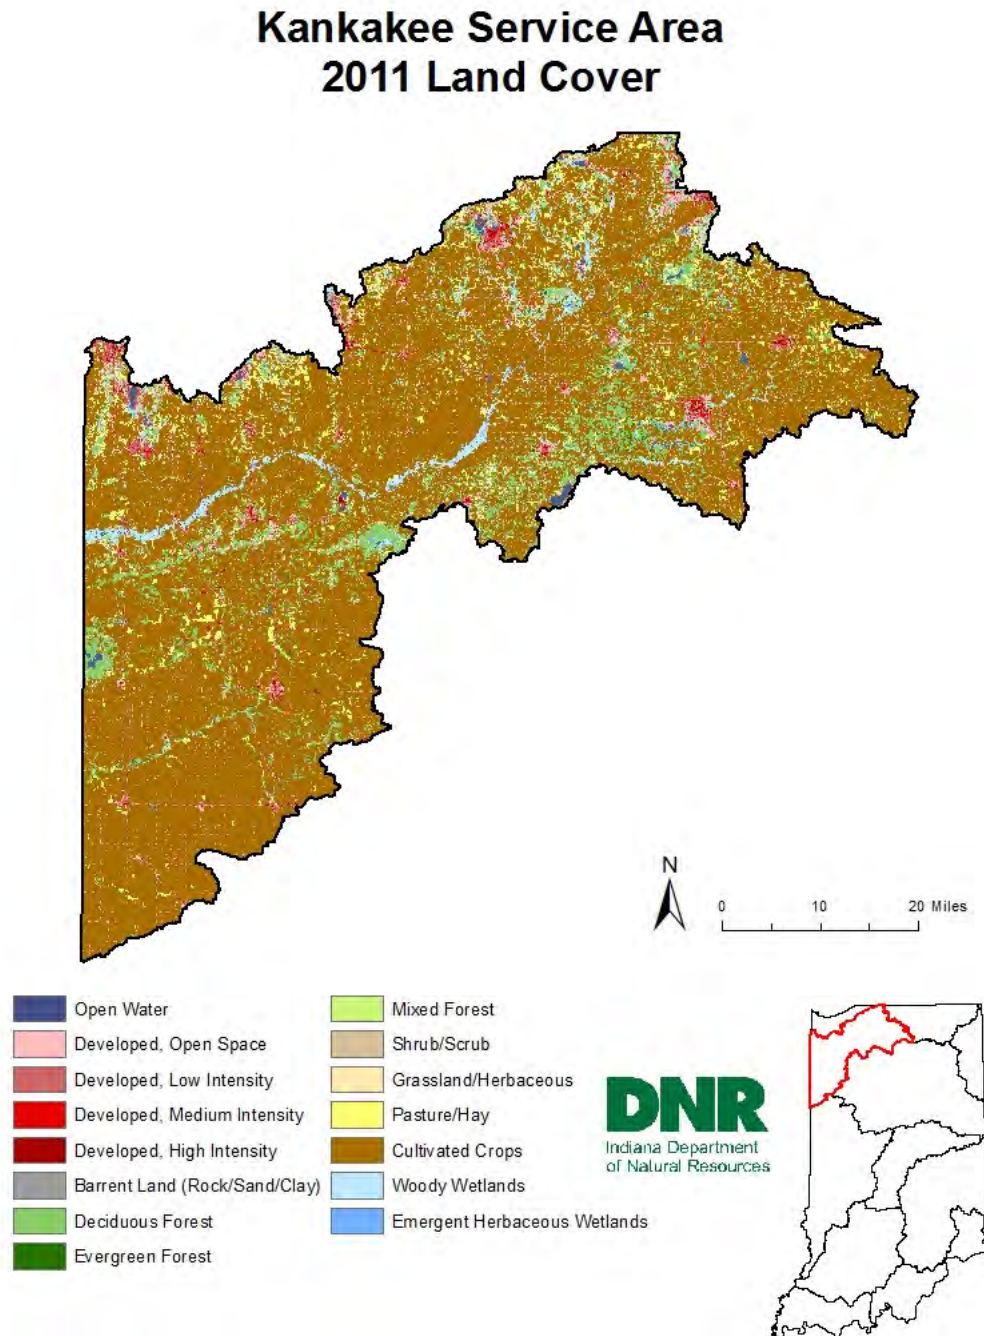 Kankakee Service Area
2011 Land Cover
N
0 10 20 Miles
Open Water
Developed, Open Space
Developed, Low Intensity
Developed, Medium Intensity
Developed, High Intensity
Barrent Land (Rock/Sand/Clay)
Deciduous Forest
Evergreen Forest
Mixed Forest
Shrub/Scrub
Grassland/Herbaceous
Pasture/Hay
Cultivated Crops
Woody Wetlands
Emergent Herbaceous Wetlands
DNR
Indiana Department
of Natural Resources